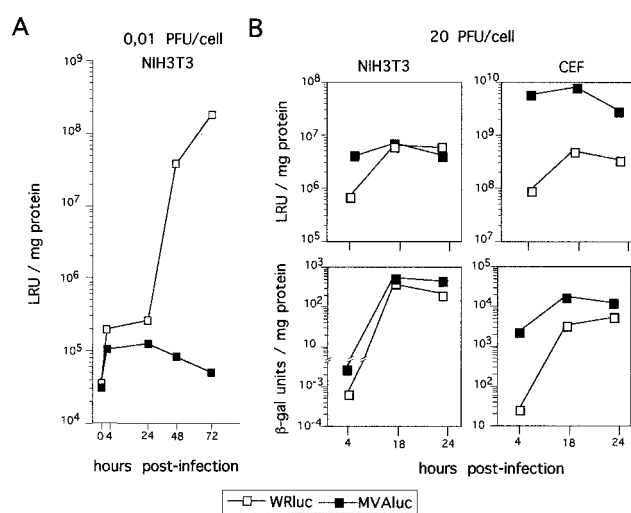 A
0,01 PFU/cell
NIH3T3
10⁹
10⁸
10⁷
10⁶
10⁵
10⁴
LRU / mg protein
0 4 24 48 72
hours post-infection
B
20 PFU/cell
NIH3T3
CEF
10⁸
10⁷
10⁶
10⁵
LRU / mg protein
10¹⁰
10⁹
10⁸
10⁷
10³
10²
10
10⁻³
10⁻⁴
β-gal units / mg protein
10⁵
10⁴
10³
10²
10
4 18 24
4 18 24
hours post-infection
WRluc MVAluc